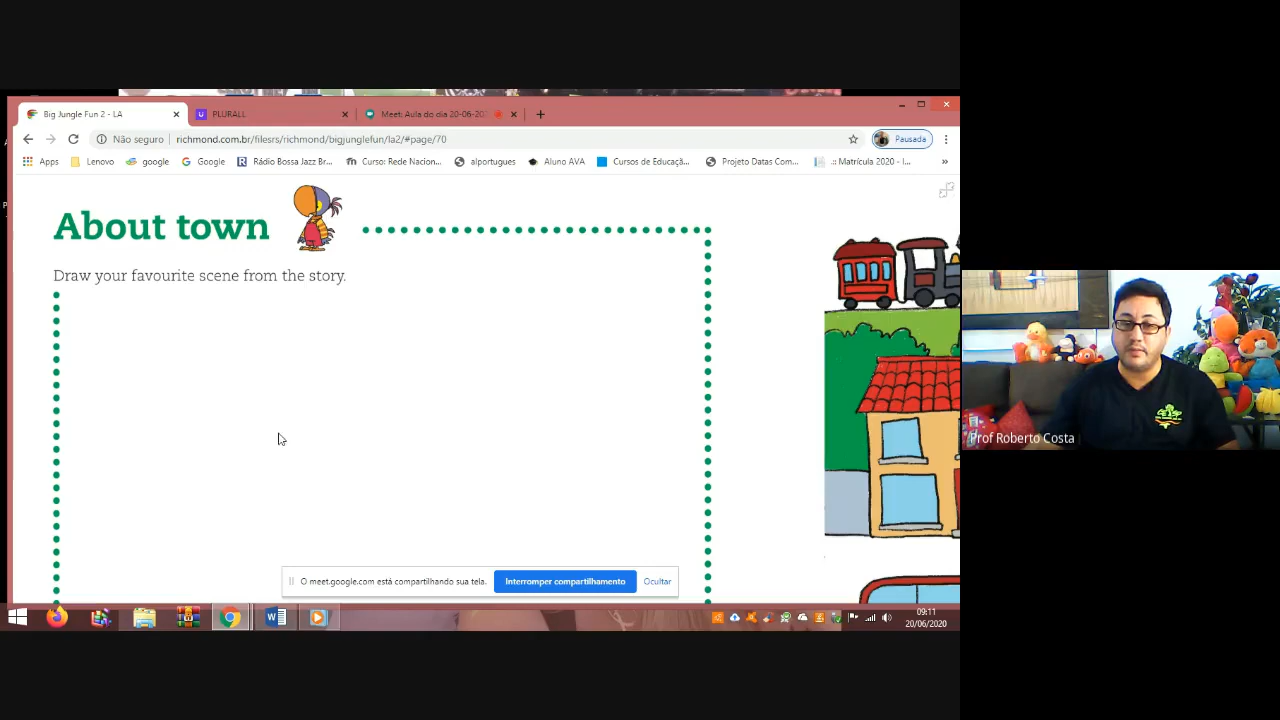 Big Jungle Fun 2 - LA
PLURALL
Meet: Aula do dia 20-06-20
Não seguro
richmond.com.br/filesrs/richmond/bigjunglefun/la2/#page/70
Pausada
Apps
Lenovo
google
Google
Rádio Bossa Jazz Br...
Curso: Rede Nacion...
alportugues
Aluno AVA
Cursos de Educaçã...
Projeto Datas Com...
.:: Matrícula 2020 - I...
»
About town
Draw your favourite scene from the story.
Prof Roberto Costa
O meet.google.com está compartilhando sua tela.
Interromper compartilhamento
Ocultar
09:11
20/06/2020